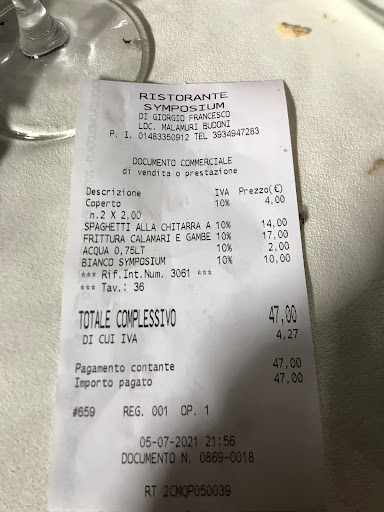 RISTORANTE
SYMPOSIUM
DI GIORGIO FRANCESCO
LOC. MALAMURI BUDONI
P. I. 01483350912 TEL 3934947283
DOCUMENTO COMMERCIALE
di vendita o prestazione
Descrizione IVA Prezzo(€)
Coperto 10% 4,00
n.2 X 2,00
SPAGHETTI ALLA CHITARRA A 10% 14,00
FRITTURA CALAMARI E GAMBE 10% 17,00
ACQUA 0,75LT 10% 2,00
BIANCO SYMPOSIUM 10% 10,00
*** Rif.Int.Num. 3061 ***
*** Tav.: 36
TOTALE COMPLESSIVO 47,00
DI CUI IVA 4,27
Pagamento contante 47,00
Importo pagato 47,00
#659 REG. 001 OP. 1
05-07-2021 21:56
DOCUMENTO N. 0869-0018
RT 2CMQP050039